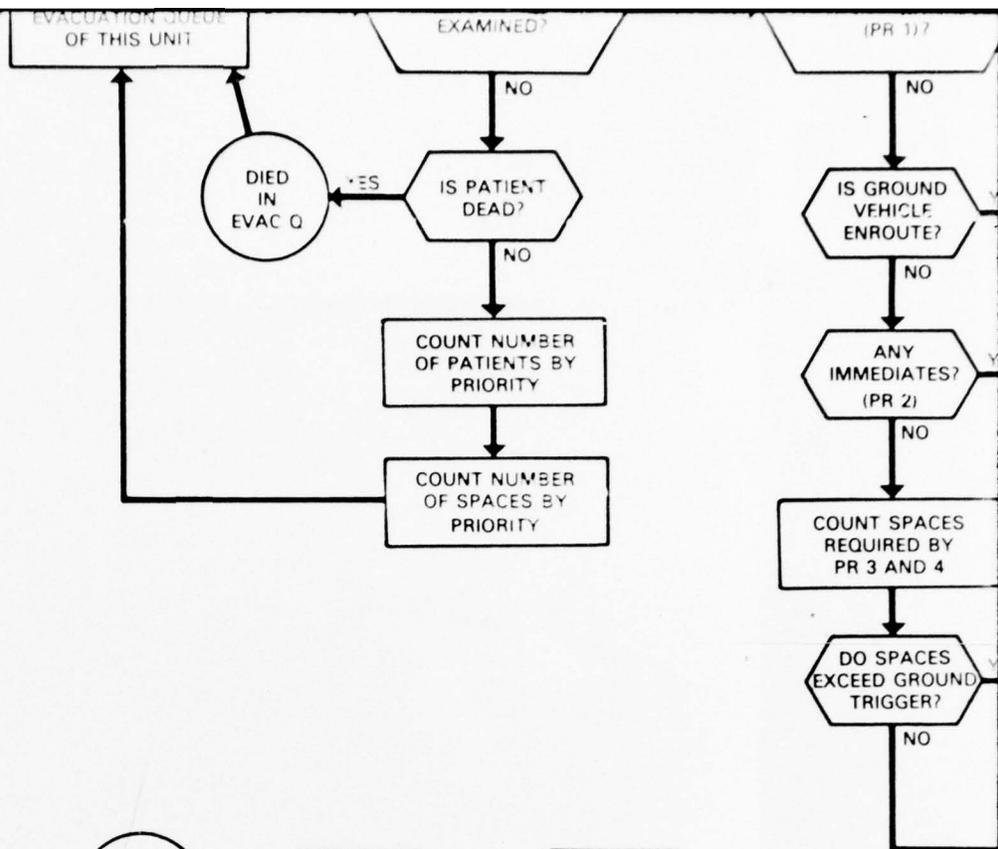 EVACUATION QUEUE
OF THIS UNIT
EXAMINED?
(PR 1)?
NO
NO
DIED
IN
EVAC Q
YES
IS PATIENT
DEAD?
IS GROUND
VEHICLE
ENROUTE?
NO
NO
COUNT NUMBER
OF PATIENTS BY
PRIORITY
ANY
IMMEDIATES?
(PR 2)
NO
COUNT NUMBER
OF SPACES BY
PRIORITY
COUNT SPACES
REQUIRED BY
PR 3 AND 4
DO SPACES
EXCEED GROUND
TRIGGER?
NO